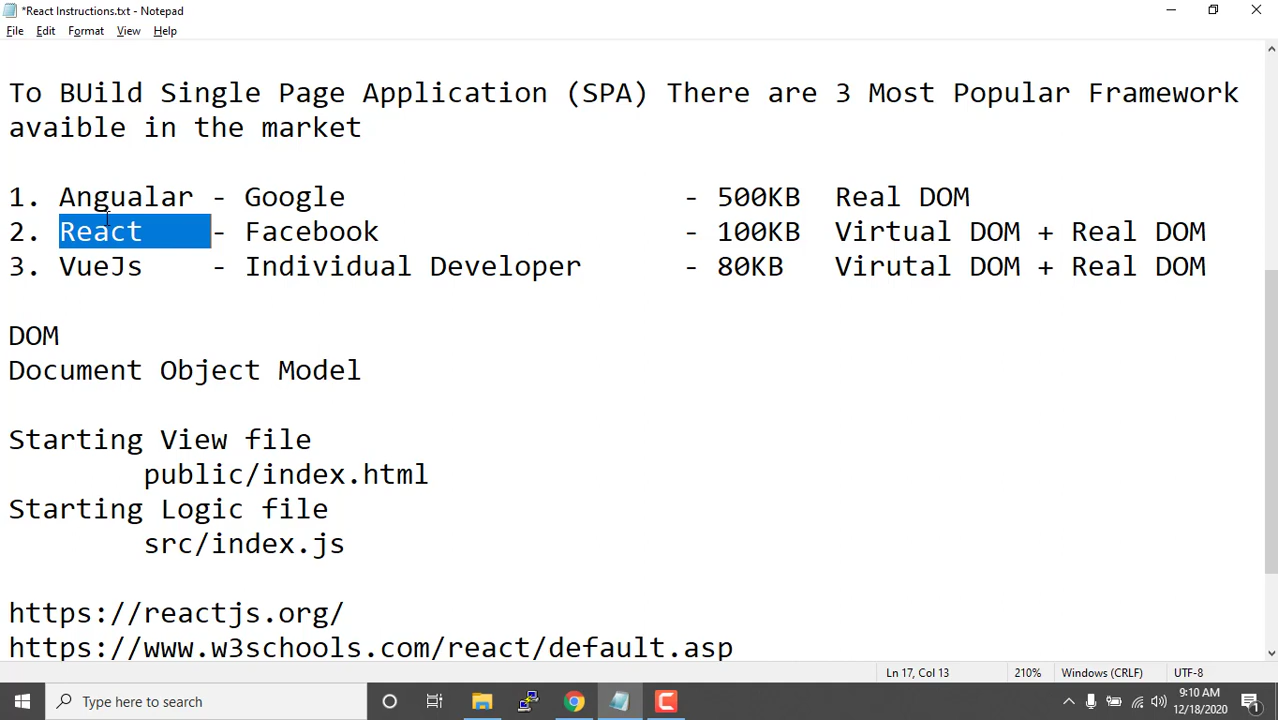 *React Instructions.txt - Notepad
File Edit Format View Help
To BUild Single Page Application (SPA) There are 3 Most Popular Framework
avaible in the market
1. Angualar - Google - 500KB Real DOM
2. React - Facebook - 100KB Virtual DOM + Real DOM
3. VueJs - Individual Developer - 80KB Virutal DOM + Real DOM
DOM
Document Object Model
Starting View file
public/index.html
Starting Logic file
src/index.js
https://reactjs.org/
https://www.w3schools.com/react/default.asp
Ln 17, Col 13 210% Windows (CRLF) UTF-8
Type here to search
9:10 AM
12/18/2020
1